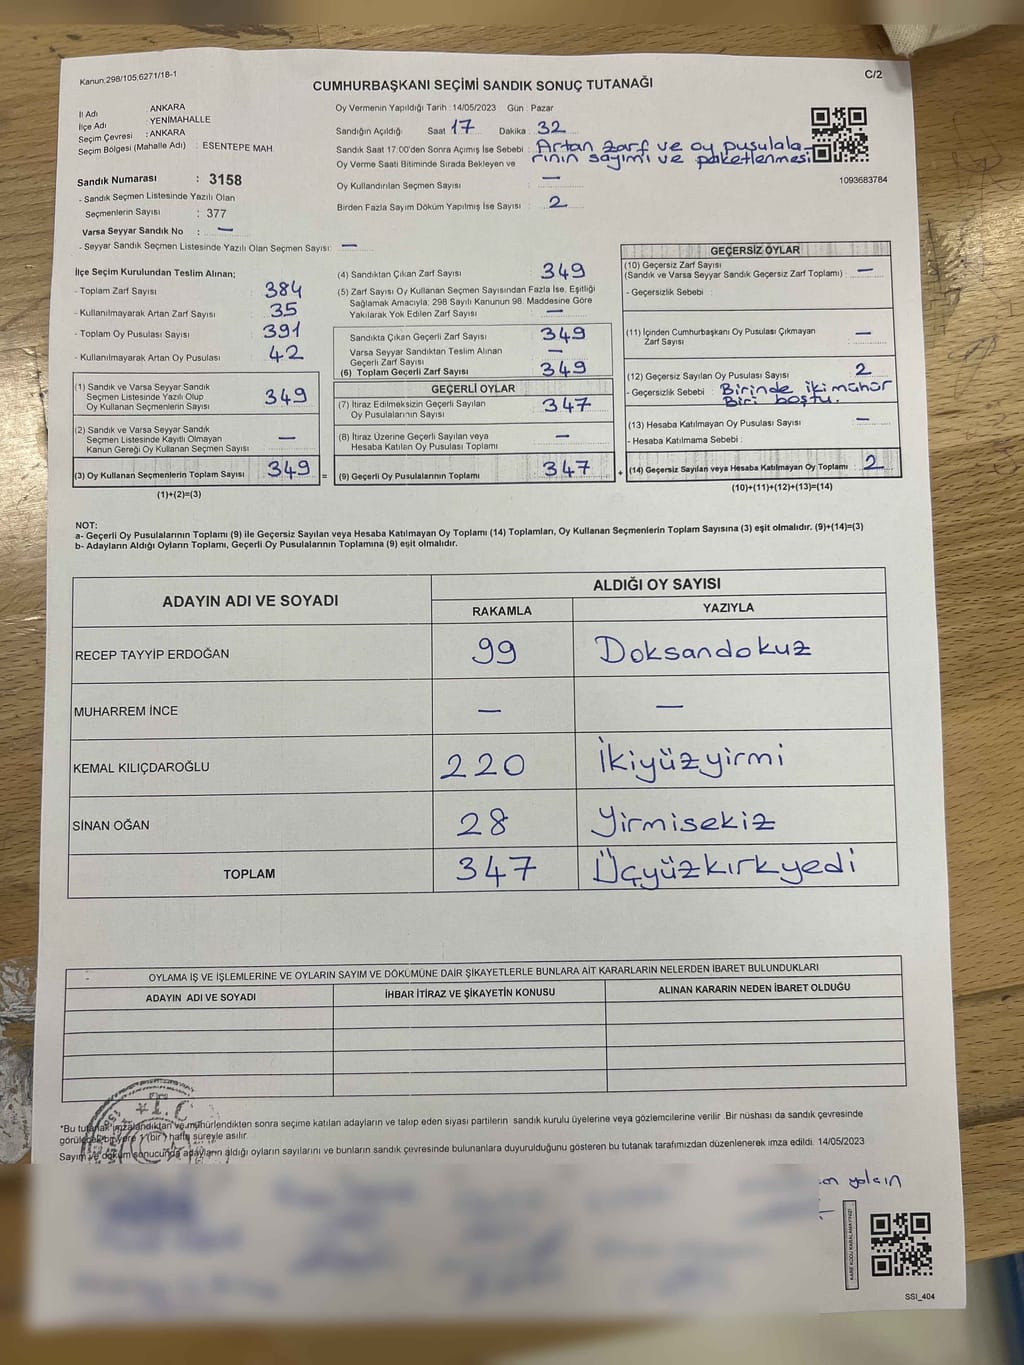 Kanun:298/105,6271/18-1
C/2
CUMHURBAŞKANI SEÇİMİ SANDIK SONUÇ TUTANAĞI
İl Adı : ANKARA
İlçe Adı : YENİMAHALLE
Seçim Çevresi : ANKARA
Seçim Bölgesi (Mahalle Adı) : ESENTEPE MAH.
Sandık Numarası : 3158
- Sandık Seçmen Listesinde Yazılı Olan
Seçmenlerin Sayısı : 377
Varsa Seyyar Sandık No : —
- Seyyar Sandık Seçmen Listesinde Yazılı Olan Seçmen Sayısı: —
Oy Vermenin Yapıldığı Tarih : 14/05/2023 Gün : Pazar
Sandığın Açıldığı Saat 17 Dakika : 32
Sandık Saat 17:00'den Sonra Açımış İse Sebebi : Artan zarf ve oy pusulala-
rının sayımı ve paketlenmesi
Oy Verme Saati Bitiminde Sırada Bekleyen ve
Oy Kullandırılan Seçmen Sayısı : —
Birden Fazla Sayım Döküm Yapılmış İse Sayısı : 2
1093683784
İlçe Seçim Kurulundan Teslim Alınan;
- Toplam Zarf Sayısı 384
- Kullanılmayarak Artan Zarf Sayısı 35
- Toplam Oy Pusulası Sayısı 391
- Kullanılmayarak Artan Oy Pusulası 42
(1) Sandık ve Varsa Seyyar Sandık
Seçmen Listesinde Yazılı Olup
Oy Kullanan Seçmenlerin Sayısı 349
(2) Sandık ve Varsa Seyyar Sandık
Seçmen Listesinde Kayıtlı Olmayan
Kanun Gereği Oy Kullanan Seçmen Sayısı —
(3) Oy Kullanan Seçmenlerin Toplam Sayısı 349 =
(1)+(2)=(3)
(4) Sandıktan Çıkan Zarf Sayısı 349
(5) Zarf Sayısı Oy Kullanan Seçmen Sayısından Fazla İse, Eşitliği
Sağlamak Amacıyla; 298 Sayılı Kanunun 98. Maddesine Göre
Yakılarak Yok Edilen Zarf Sayısı —
Sandıkta Çıkan Geçerli Zarf Sayısı 349
Varsa Seyyar Sandıktan Teslim Alınan
Geçerli Zarf Sayısı —
(6) Toplam Geçerli Zarf Sayısı 349
GEÇERLİ OYLAR
(7) İtiraz Edilmeksizin Geçerli Sayılan
Oy Pusulalarının Sayısı 347
(8) İtiraz Üzerine Geçerli Sayılan veya
Hesaba Katılan Oy Pusulası Toplamı —
(9) Geçerli Oy Pusulalarının Toplamı 347 +
GEÇERSİZ OYLAR
(10) Geçersiz Zarf Sayısı
(Sandık ve Varsa Seyyar Sandık Geçersiz Zarf Toplamı) —
- Geçersizlik Sebebi :
(11) İçinden Cumhurbaşkanı Oy Pusulası Çıkmayan
Zarf Sayısı : —
(12) Geçersiz Sayılan Oy Pusulası Sayısı 2
- Geçersizlik Sebebi : Birinde iki mühür
Biri boştu.
(13) Hesaba Katılmayan Oy Pusulası Sayısı —
- Hesaba Katılmama Sebebi :
(14) Geçersiz Sayılan veya Hesaba Katılmayan Oy Toplamı 2
(10)+(11)+(12)+(13)=(14)
NOT:
a- Geçerli Oy Pusulalarının Toplamı (9) ile Geçersiz Sayılan veya Hesaba Katılmayan Oy Toplamı (14) Toplamları, Oy Kullanan Seçmenlerin Toplam Sayısına (3) eşit olmalıdır. (9)+(14)=(3)
b- Adayların Aldığı Oyların Toplamı, Geçerli Oy Pusulalarının Toplamına (9) eşit olmalıdır.
ADAYIN ADI VE SOYADI
ALDIĞI OY SAYISI
RAKAMLA YAZIYLA
RECEP TAYYİP ERDOĞAN 99 Doksandokuz
MUHARREM İNCE — —
KEMAL KILIÇDAROĞLU 220 İkiyüzyirmi
SİNAN OĞAN 28 Yirmisekiz
TOPLAM 347 Üçyüzkırkyedi
OYLAMA İŞ VE İŞLEMLERİNE VE OYLARIN SAYIM VE DÖKÜMÜNE DAİR ŞİKAYETLERLE BUNLARA AİT KARARLARIN NELERDEN İBARET BULUNDUKLARI
ADAYIN ADI VE SOYADI İHBAR İTİRAZ VE ŞİKAYETİN KONUSU ALINAN KARARIN NEDEN İBARET OLDUĞU
T.C
*Bu tutanak imzalandıktan ve mühürlendikten sonra seçime katılan adayların ve talep eden siyasi partilerin sandık kurulu üyelerine veya gözlemcilerine verilir. Bir nüshası da sandık çevresinde
görülecek bir yere 1 (bir) hafta süreyle asılır.
Sayım ve döküm sonucunda adayların aldığı oyların sayılarını ve bunların sandık çevresinde bulunanlara duyurulduğunu gösteren bu tutanak tarafımızdan düzenlenerek imza edildi. 14/05/2023
yalçın
KARE KODU KARALAMAYINIZ!
SSI_404